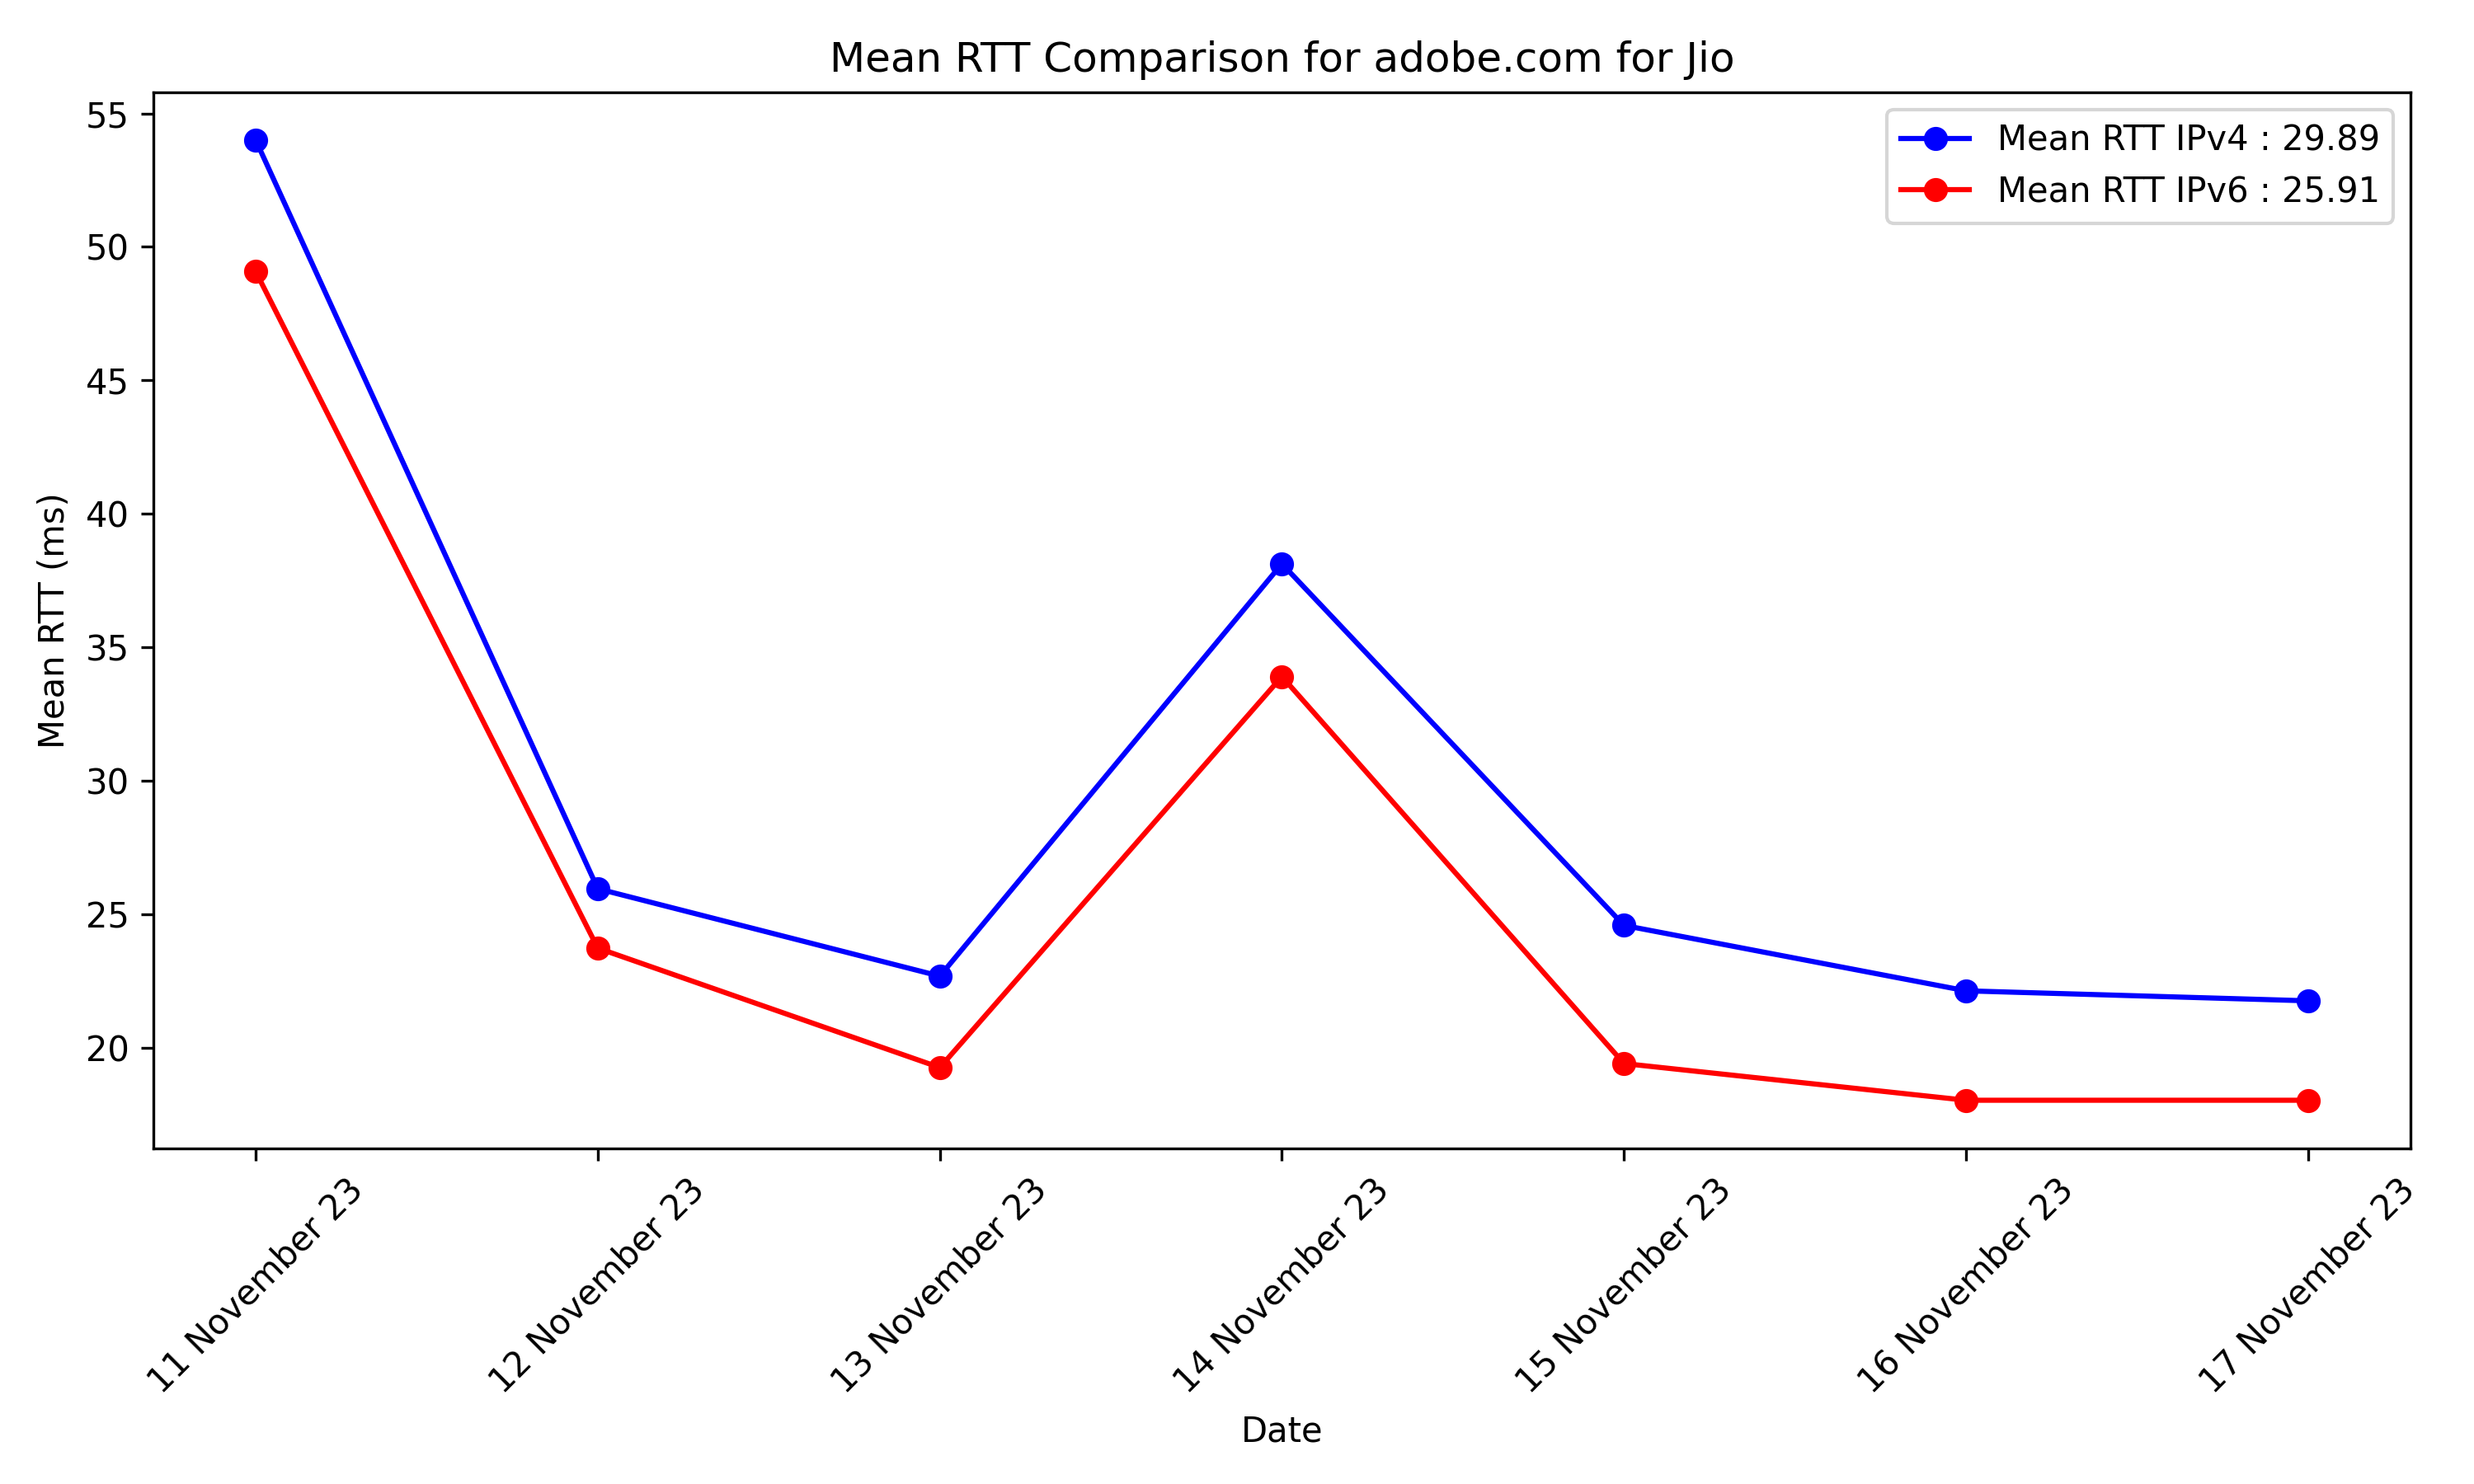 Mean RTT Comparison for adobe.com for Jio
Mean RTT IPv4 : 29.89
Mean RTT IPv6 : 25.91
Mean RTT (ms)
55
50
45
40
35
30
25
20
11 November 23
12 November 23
13 November 23
14 November 23
15 November 23
16 November 23
17 November 23
Date